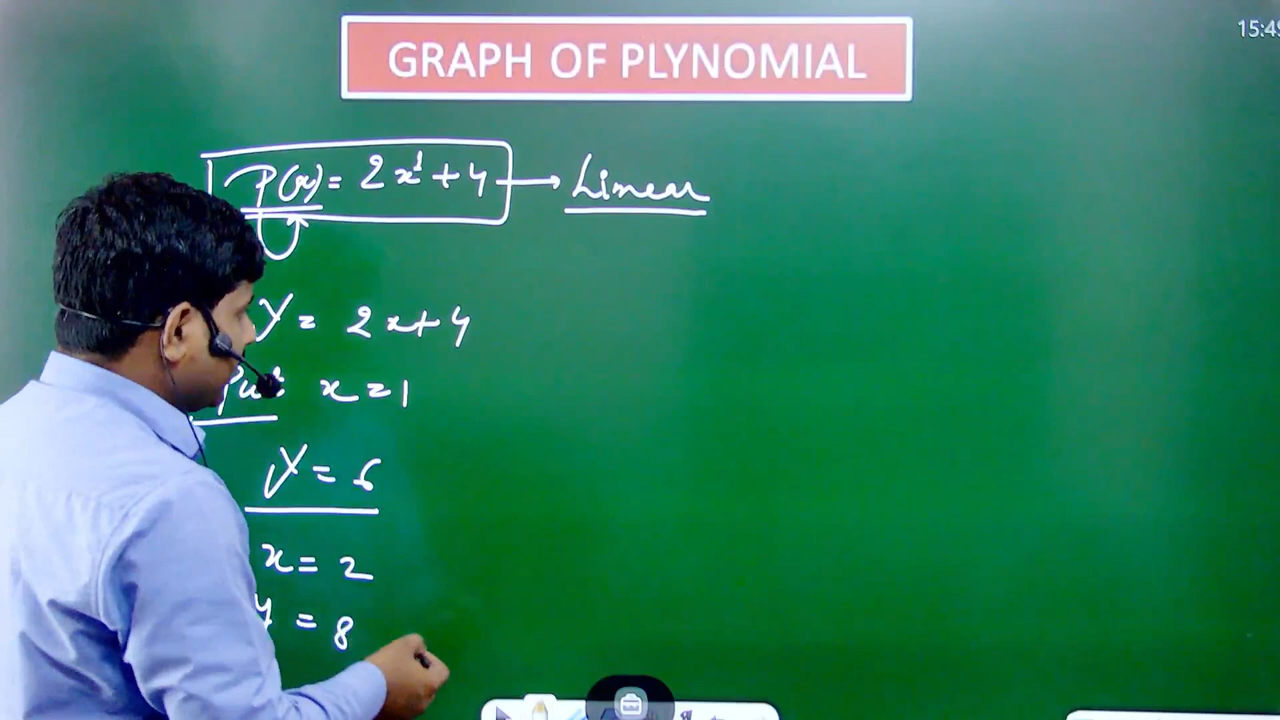 GRAPH OF PLYNOMIAL
15:49
P(x) = 2x¹ + 4 → Linear
Y = 2x + 4
Put x = 1
Y = 6
x = 2
y = 8